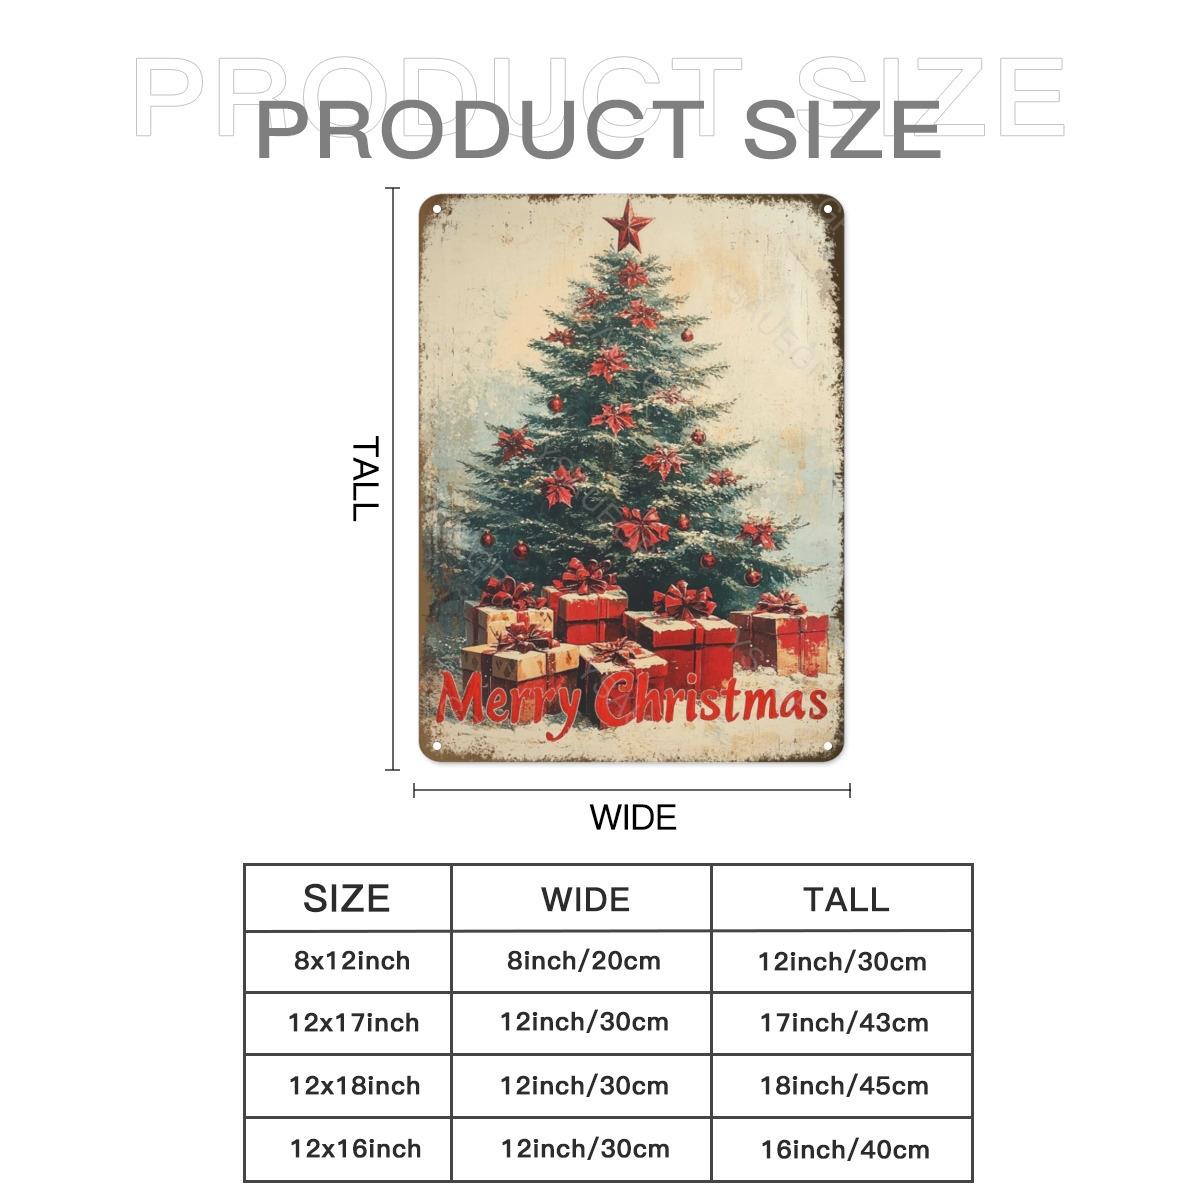 PRODUCT SIZE
PRODUCT SIZE
TALL
Merry Christmas
WIDE
SIZE WIDE TALL
8x12inch 8inch/20cm 12inch/30cm
12x17inch 12inch/30cm 17inch/43cm
12x18inch 12inch/30cm 18inch/45cm
12x16inch 12inch/30cm 16inch/40cm